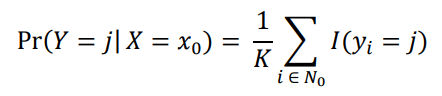 Pr(Y = j| X = x₀) = 1/K ∑ i ∈ N₀ I(yᵢ = j)